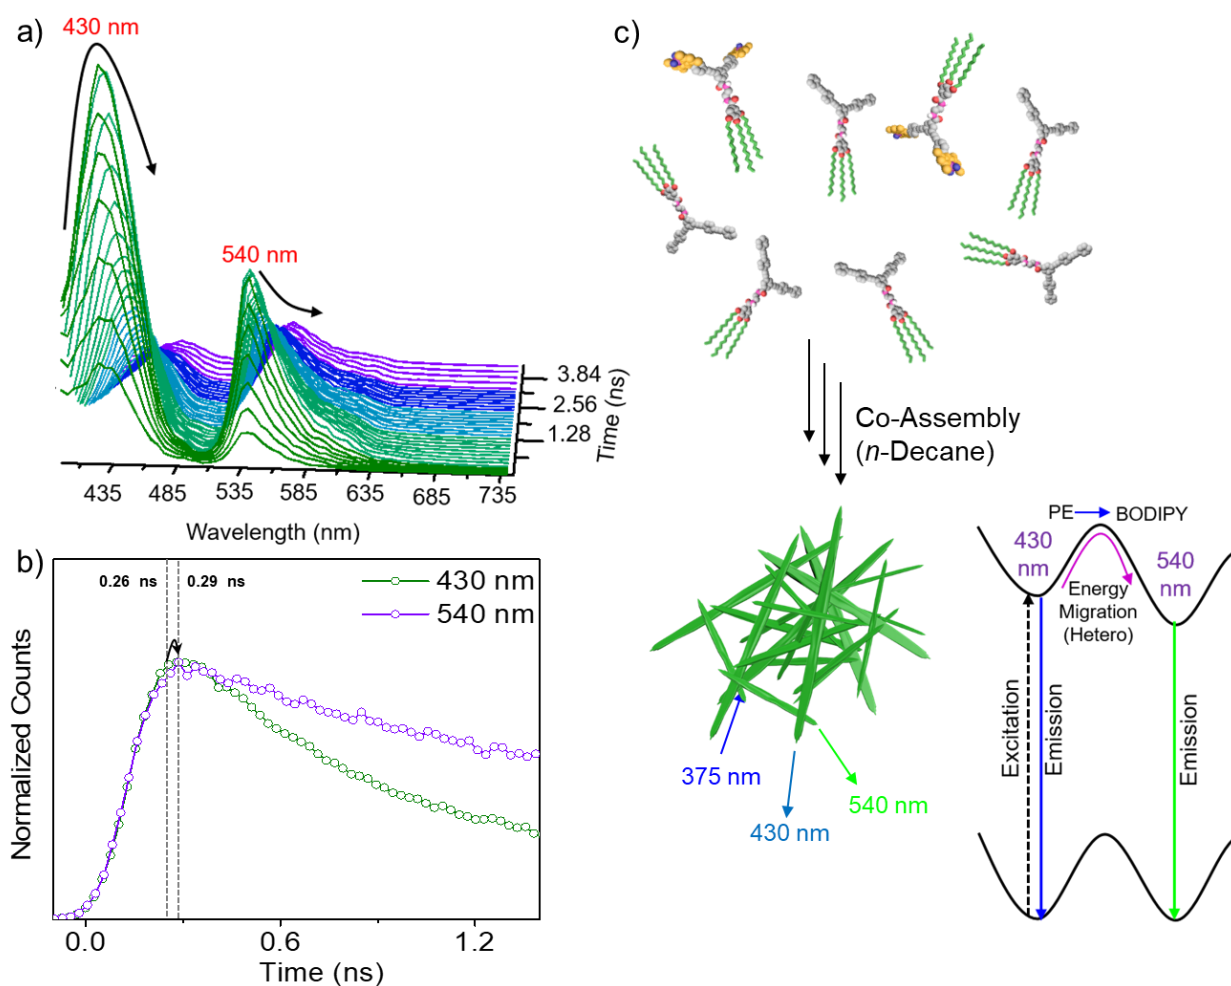 a)
430 nm
540 nm
3.84
2.56
1.28
Time (ns)
435 485 535 585 635 685 735
Wavelength (nm)
b)
0.26 ns 0.29 ns
430 nm
540 nm
Normalized Counts
0.0 0.6 1.2
Time (ns)
c)
Co-Assembly
(n-Decane)
375 nm
430 nm
540 nm
PE BODIPY
430
nm
540
nm
Energy
Migration
(Hetero)
Excitation
Emission
Emission